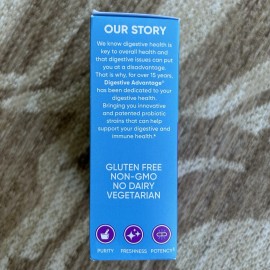 OUR STORY
We know digestive health is
key to overall health and
that digestive issues can put
you at a disadvantage.
That is why, for over 15 years,
Digestive Advantage®
has been dedicated to your
digestive health.
Bringing you innovative
and patented probiotic
strains that can help
support your digestive and
immune health.*
GLUTEN FREE
NON-GMO
NO DAIRY
VEGETARIAN
PURITY FRESHNESS POTENCY